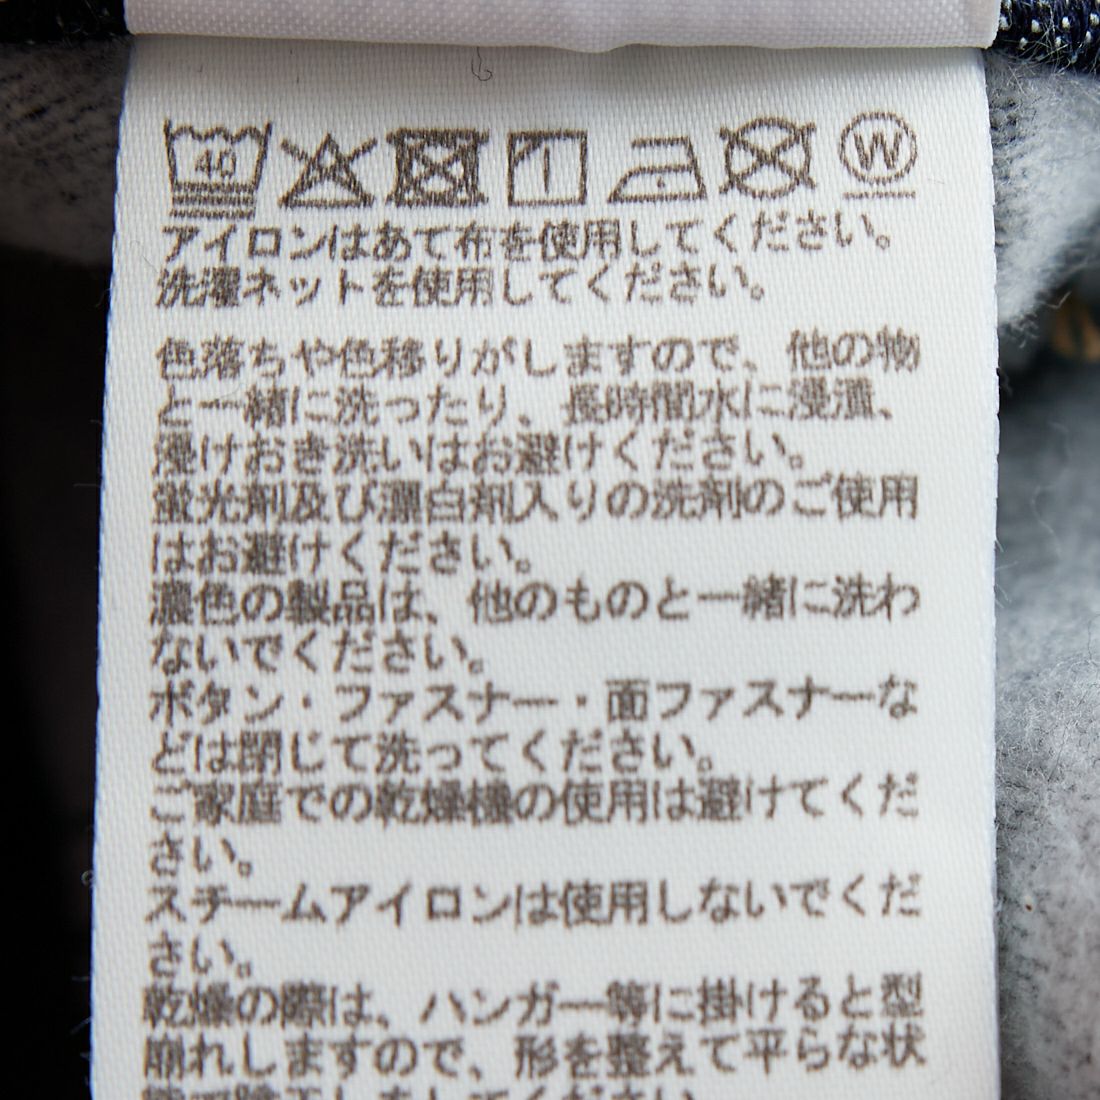 40 W
アイロンはあて布を使用してください。
洗濯ネットを使用してください。
色落ちや色移りがしますので、他の物
と一緒に洗ったり、長時間水に浸漬、
浸けおき洗いはお避けください。
蛍光剤及び漂白剤入りの洗剤のご使用
はお避けください。
濃色の製品は、他のものと一緒に洗わ
ないでください。
ボタン・ファスナー・面ファスナーな
どは閉じて洗ってください。
ご家庭での乾燥機の使用は避けてくだ
さい。
スチームアイロンは使用しないでくだ
さい。
乾燥の際は、ハンガー等に掛けると型
崩れしますので、形を整えて平らな状